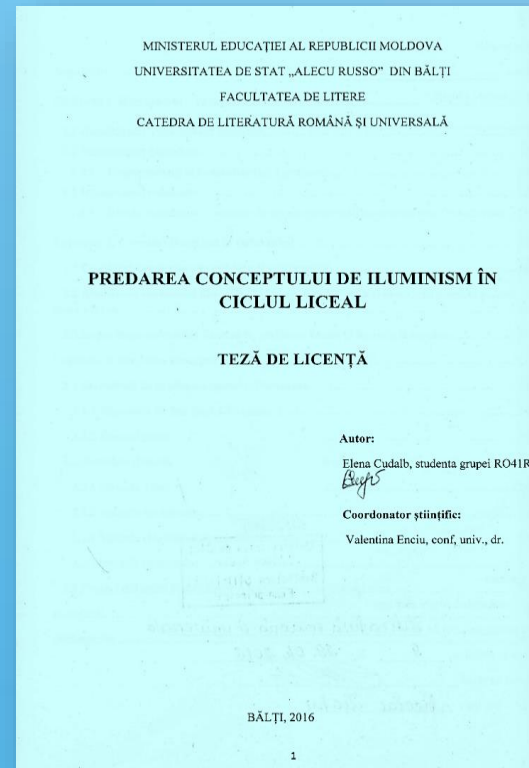 MINISTERUL EDUCAȚIEI AL REPUBLICII MOLDOVA
UNIVERSITATEA DE STAT „ALECU RUSSO” DIN BĂLȚI
FACULTATEA DE LITERE
CATEDRA DE LITERATURĂ ROMÂNĂ ȘI UNIVERSALĂ
PREDAREA CONCEPTULUI DE ILUMINISM ÎN
CICLUL LICEAL
TEZĂ DE LICENȚĂ
Autor:
Elena Cudalb, studenta grupei RO41R
Coordonator științific:
Valentina Enciu, conf, univ., dr.
BĂLȚI, 2016
1